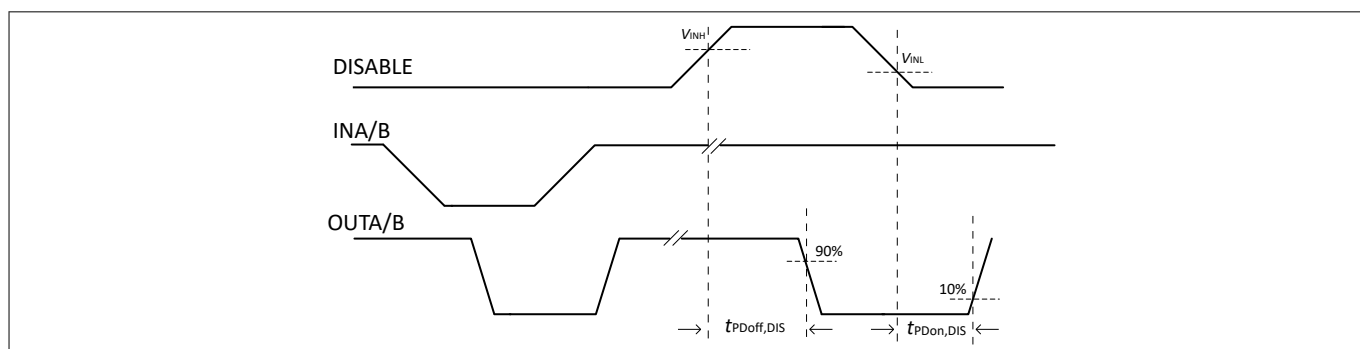 VINH
VINL
DISABLE
INA/B
OUTA/B
90%
10%
tPDoff,DIS
tPDon,DIS